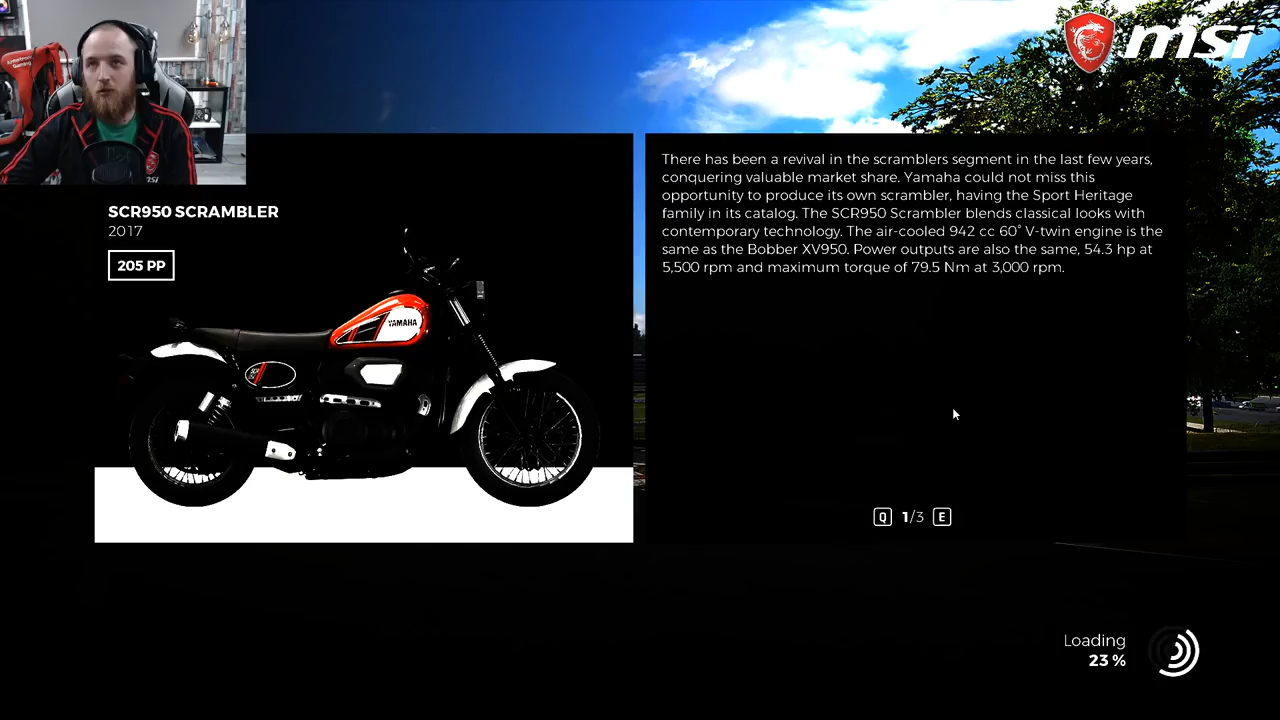 msi
There has been a revival in the scramblers segment in the last few years,
conquering valuable market share. Yamaha could not miss this
opportunity to produce its own scrambler, having the Sport Heritage
family in its catalog. The SCR950 Scrambler blends classical looks with
contemporary technology. The air-cooled 942 cc 60° V-twin engine is the
same as the Bobber XV950. Power outputs are also the same, 54.3 hp at
5,500 rpm and maximum torque of 79.5 Nm at 3,000 rpm.
SCR950 SCRAMBLER
2017
205 PP
YAMAHA
msi
Q 1/3 E
Loading
23 %